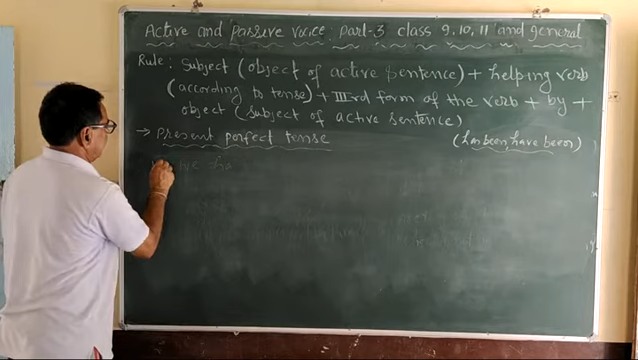 Active and Passive voice : part-3 class 9,10,11 and general
Rule : Subject (object of active sentence) + helping verb
(according to tense) + IIIrd form of the verb + by +
object (subject of active sentence)
→ Present perfect tense (has been, have been)